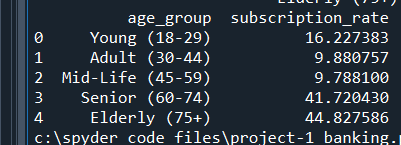 Elderly (75+)
age_group subscription_rate
0 Young (18-29) 16.227383
1 Adult (30-44) 9.880757
2 Mid-Life (45-59) 9.788100
3 Senior (60-74) 41.720430
4 Elderly (75+) 44.827586
c:\spyder code files\project-1 banking.